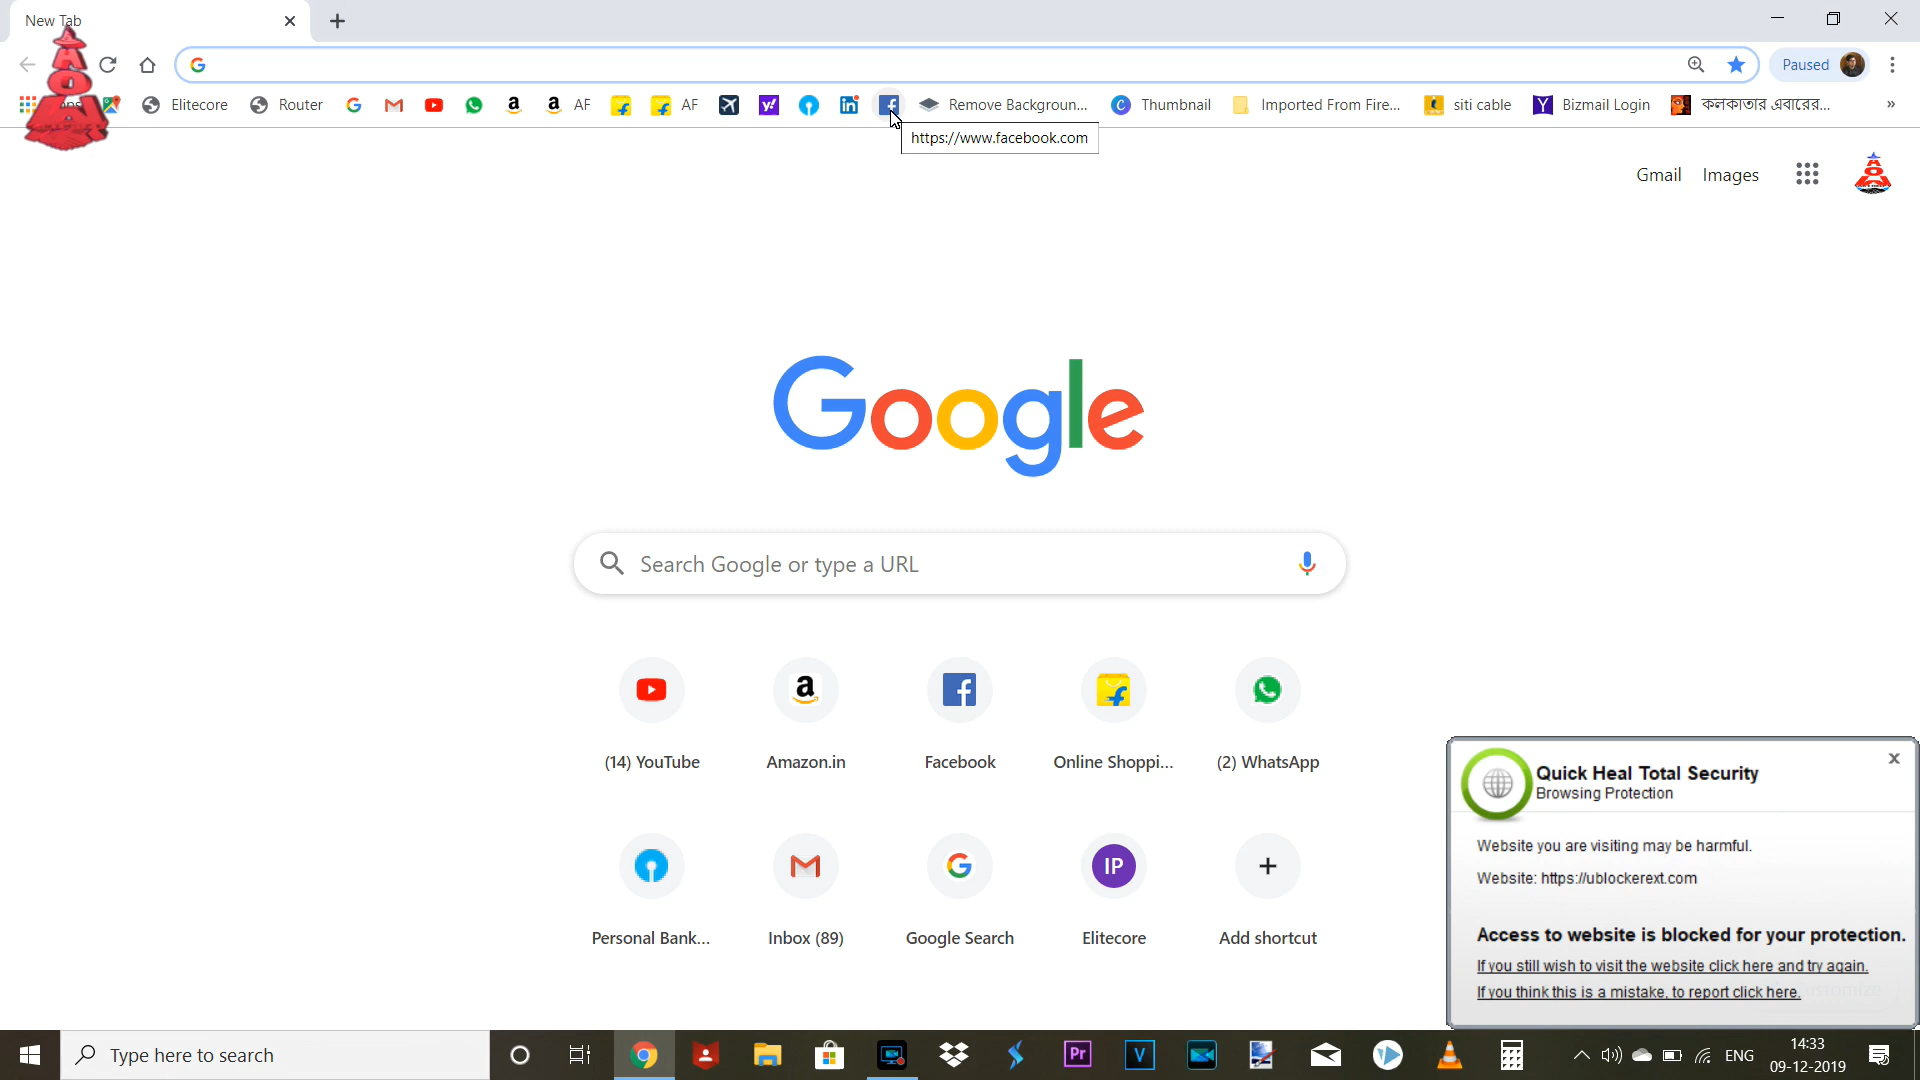 New Tab
Paused
Elitecore
Router
AF
AF
Remove Backgroun...
Thumbnail
Imported From Fire...
siti cable
Bizmail Login
কলকাতার এবারের...
»
https://www.facebook.com
Gmail Images
Google
Search Google or type a URL
(14) YouTube
Amazon.in
Facebook
Online Shoppi...
(2) WhatsApp
IP
Personal Bank...
Inbox (89)
Google Search
Elitecore
Add shortcut
Quick Heal Total Security
Browsing Protection
Website you are visiting may be harmful.
Website: https://ublockerext.com
Access to website is blocked for your protection.
If you still wish to visit the website click here and try again.
If you think this is a mistake, to report click here.
Type here to search
Pr
V
ENG
14:33
09-12-2019